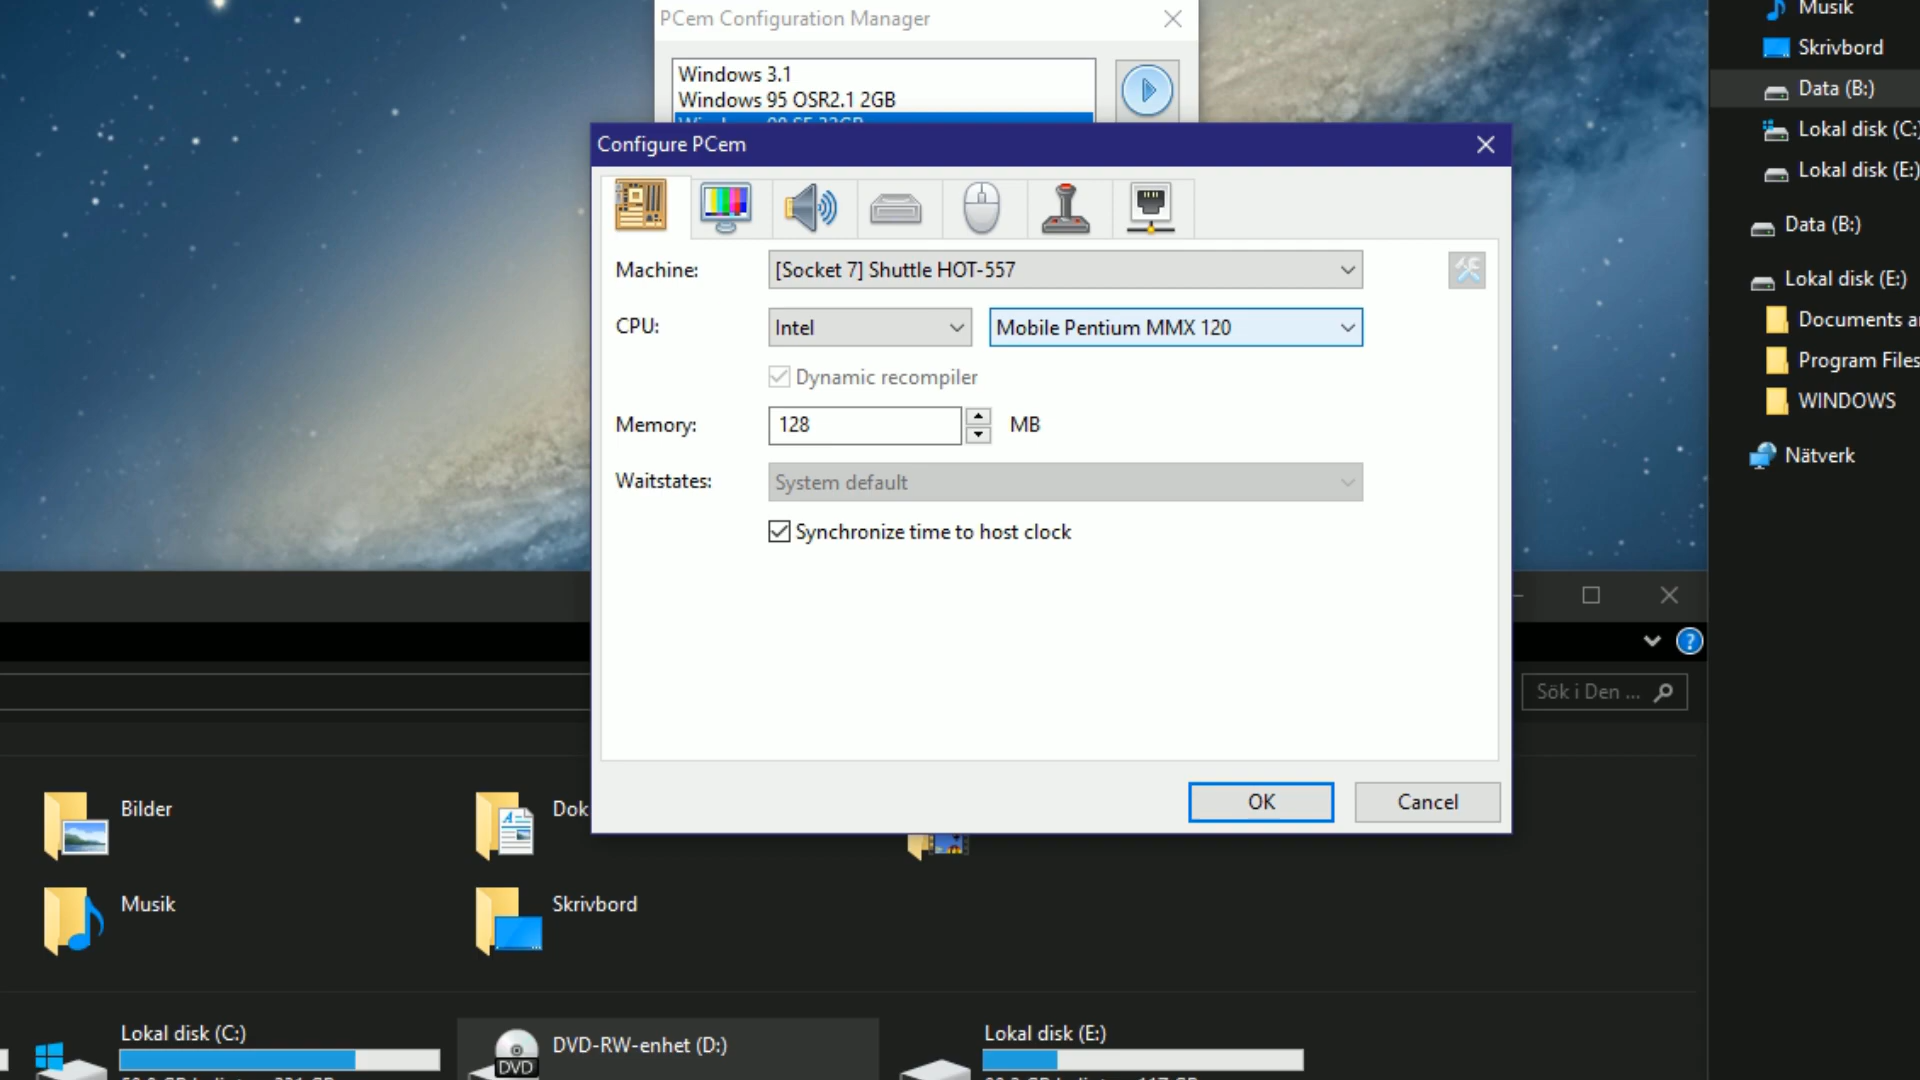 PCem Configuration Manager
Windows 3.1
Windows 95 OSR2.1 2GB
Configure PCem
Machine:
[Socket 7] Shuttle HOT-557
CPU:
Intel
Mobile Pentium MMX 120
Dynamic recompiler
Memory:
128
MB
Waitstates:
System default
Synchronize time to host clock
OK
Cancel
Musik
Skrivbord
Data (B:)
Lokal disk (C:)
Lokal disk (E:)
Data (B:)
Lokal disk (E:)
Documents a
Program Files
WINDOWS
Nätverk
Sök i Den ...
Bilder
Dok
Musik
Skrivbord
Lokal disk (C:)
DVD-RW-enhet (D:)
DVD
Lokal disk (E:)